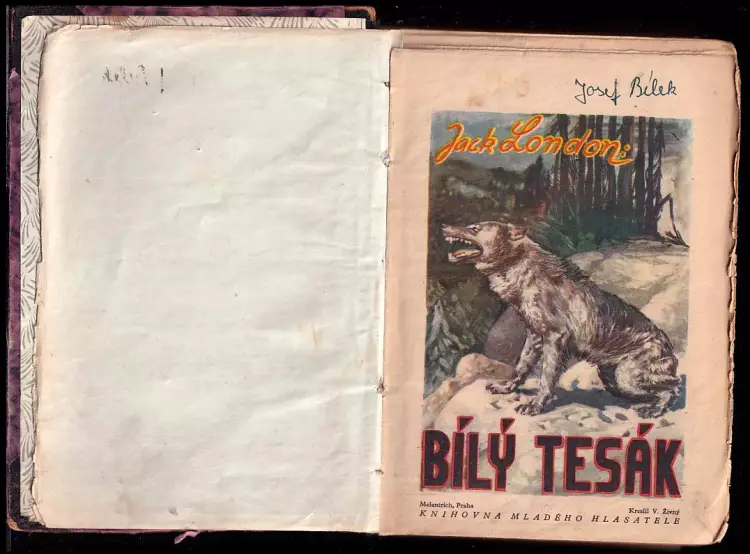 Josef Bílek
Jack London:
BÍLÝ TESÁK
Melantrich, Praha
Kreslil V. Živný
KNIHOVNA MLADÉHO HLASATELE